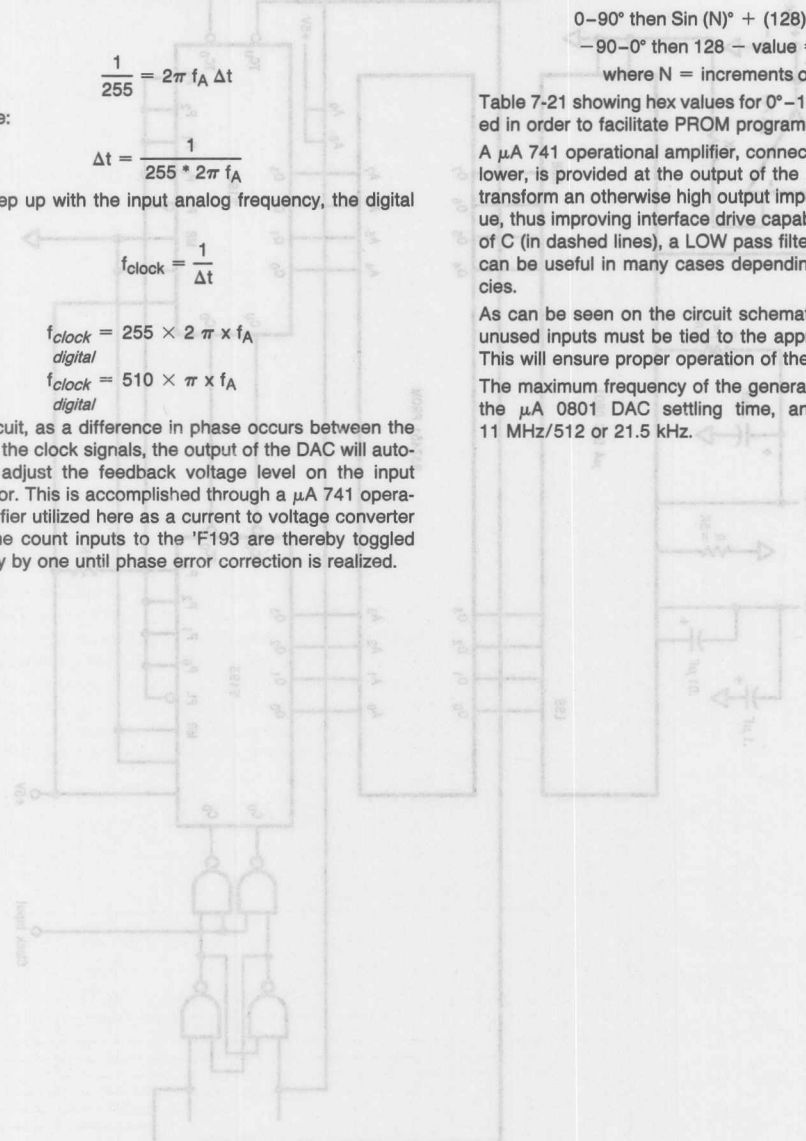 1/255 = 2π fA Δt
e:
Δt = 1/(255 * 2π fA)
ep up with the input analog frequency, the digital
fclock = 1/Δt
fclock = 255 × 2 π x fA
digital
fclock = 510 × π x fA
digital
cuit, as a difference in phase occurs between the
the clock signals, the output of the DAC will auto-
adjust the feedback voltage level on the input
or. This is accomplished through a μA 741 opera-
fier utilized here as a current to voltage converter
ne count inputs to the 'F193 are thereby toggled
y by one until phase error correction is realized.
0–90° then Sin (N)° + (128)
−90–0° then 128 − value =
where N = increments o
Table 7-21 showing hex values for 0°–1
ed in order to facilitate PROM program
A μA 741 operational amplifier, connec
lower, is provided at the output of the
transform an otherwise high output imp
ue, thus improving interface drive capab
of C (in dashed lines), a LOW pass filte
can be useful in many cases dependin
cies.
As can be seen on the circuit schemat
unused inputs must be tied to the appr
This will ensure proper operation of the
The maximum frequency of the genera
the μA 0801 DAC settling time, an
11 MHz/512 or 21.5 kHz.